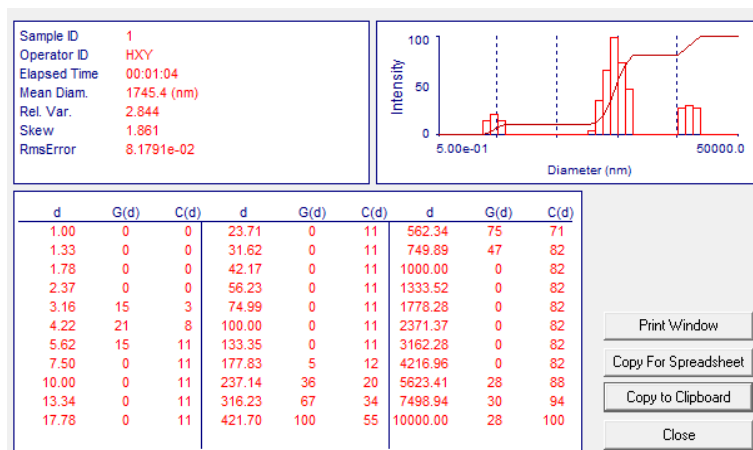 Sample ID 1
Operator ID HXY
Elapsed Time 00:01:04
Mean Diam. 1745.4 (nm)
Rel. Var. 2.844
Skew 1.861
RmsError 8.1791e-02
100
50
0
Intensity
5.00e-01 50000.0
Diameter (nm)
d G(d) C(d) d G(d) C(d) d G(d) C(d)
1.00 0 0 23.71 0 11 562.34 75 71
1.33 0 0 31.62 0 11 749.89 47 82
1.78 0 0 42.17 0 11 1000.00 0 82
2.37 0 0 56.23 0 11 1333.52 0 82
3.16 15 3 74.99 0 11 1778.28 0 82
4.22 21 8 100.00 0 11 2371.37 0 82
5.62 15 11 133.35 0 11 3162.28 0 82
7.50 0 11 177.83 5 12 4216.96 0 82
10.00 0 11 237.14 36 20 5623.41 28 88
13.34 0 11 316.23 67 34 7498.94 30 94
17.78 0 11 421.70 100 55 10000.00 28 100
Print Window
Copy For Spreadsheet
Copy to Clipboard
Close